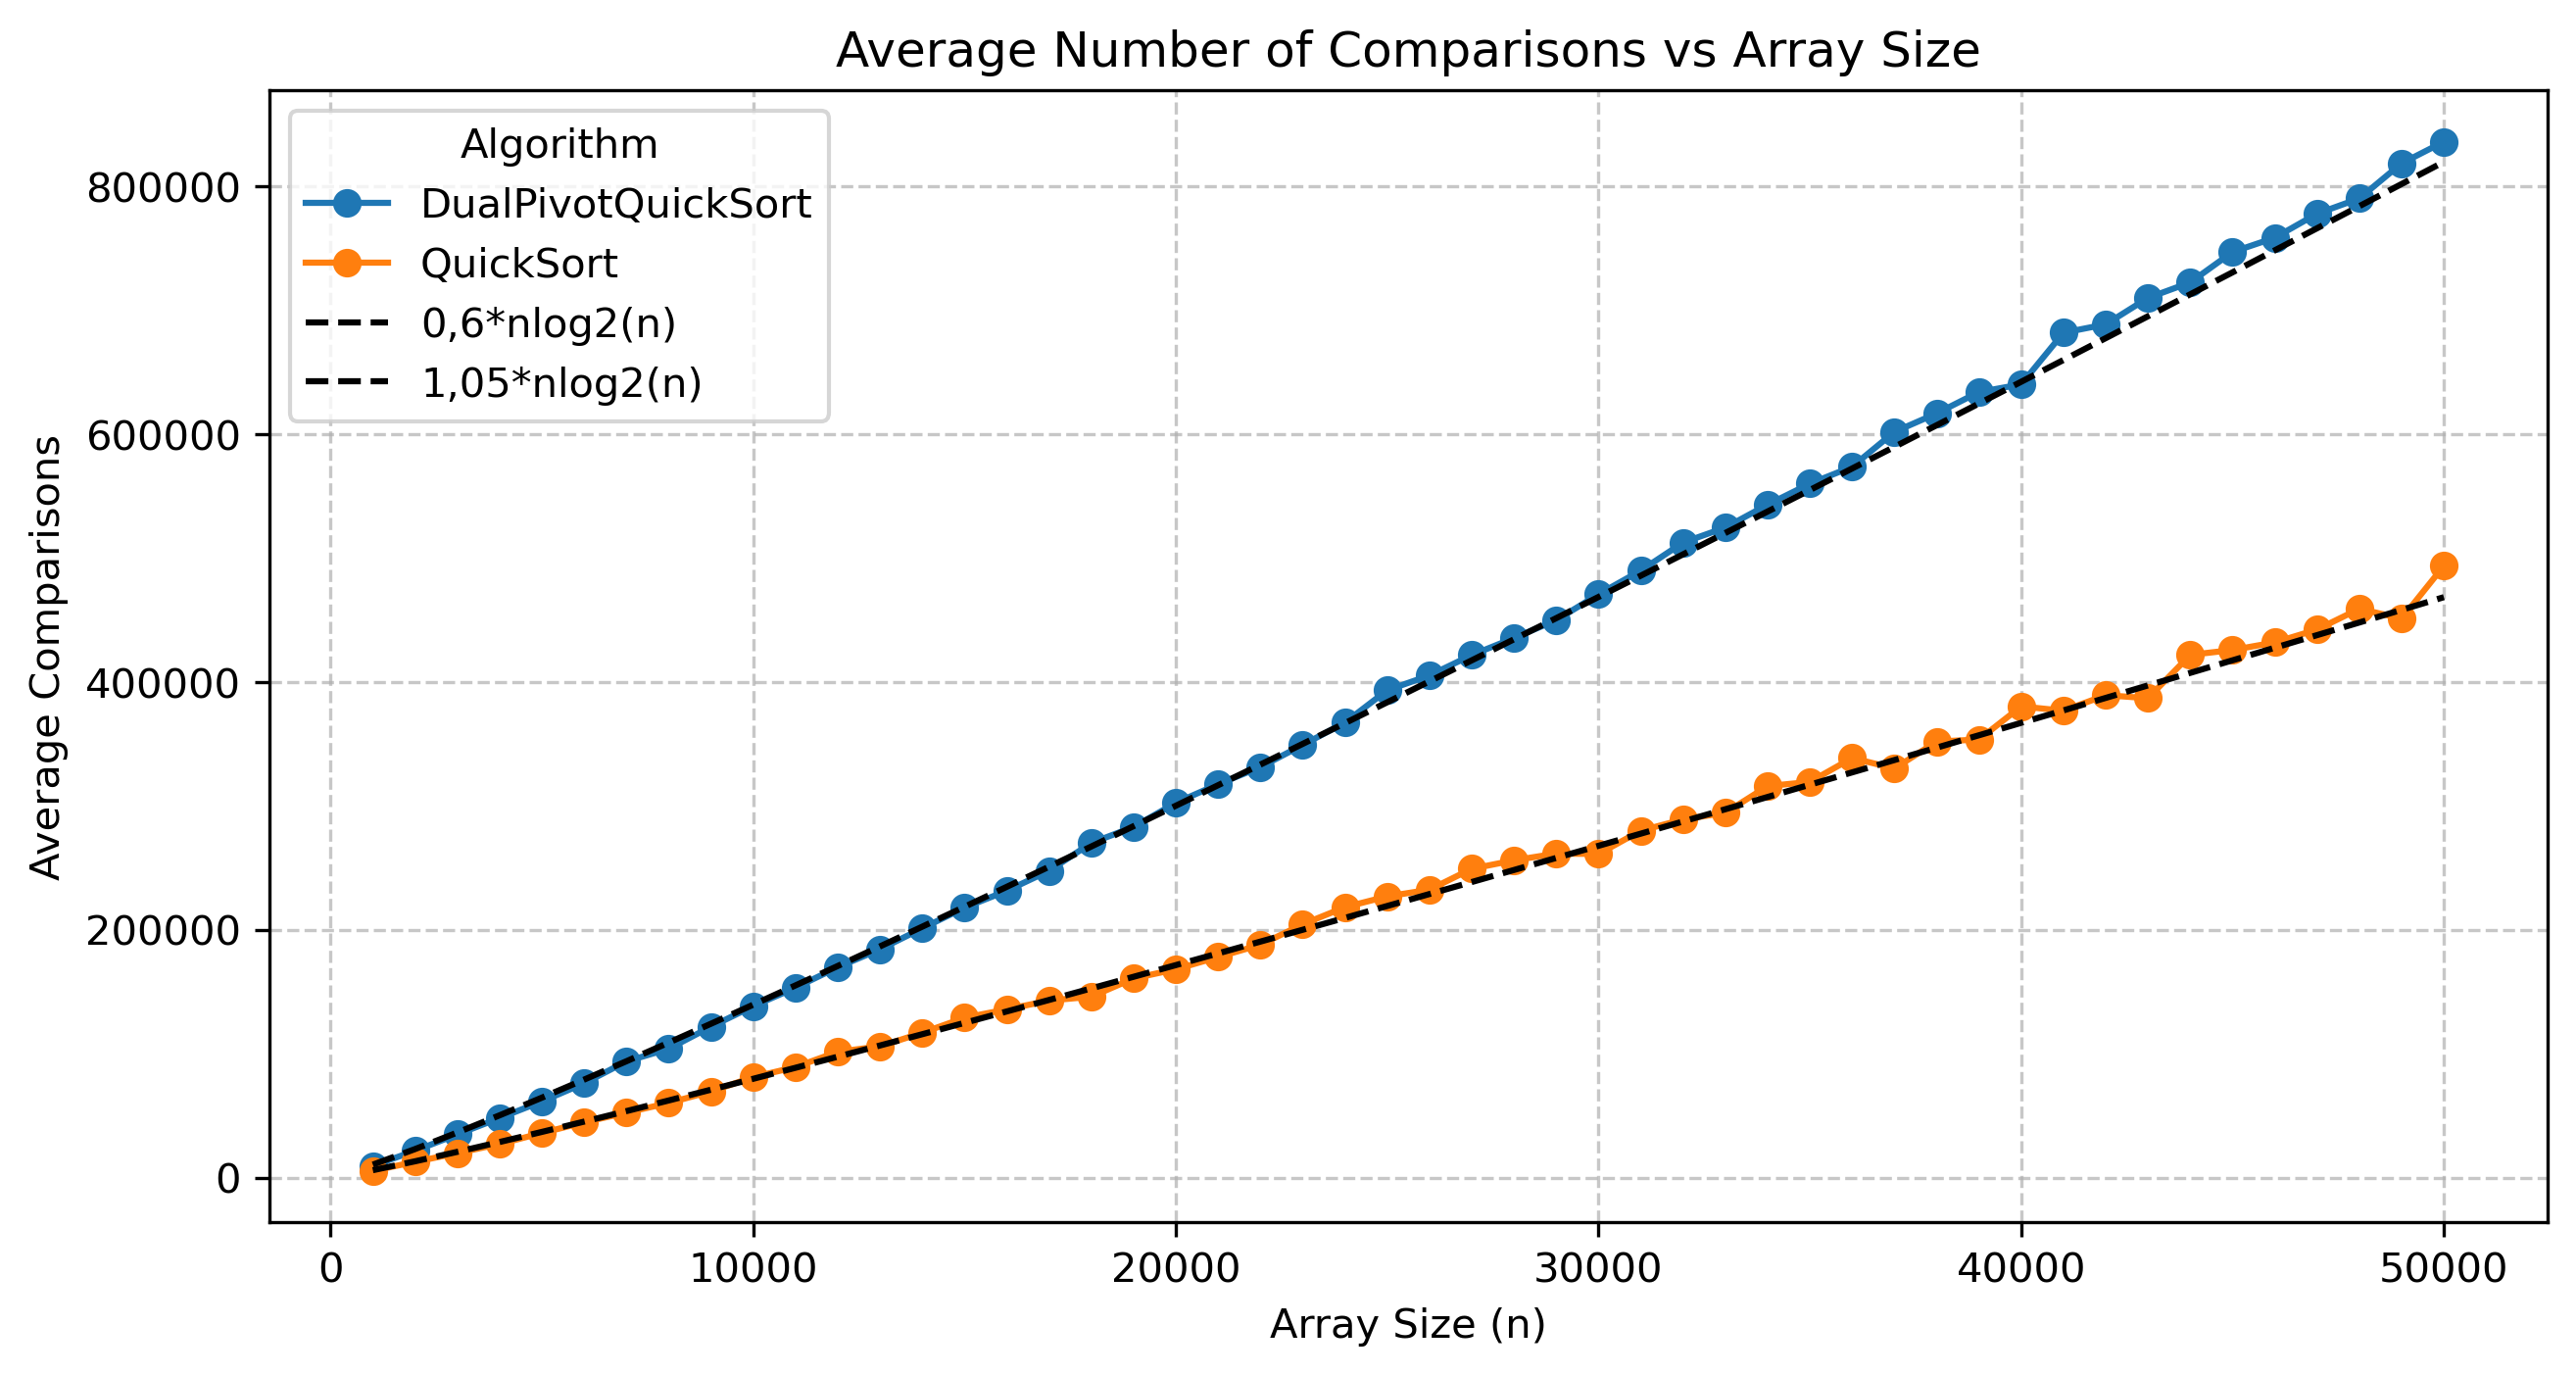 Average Number of Comparisons vs Array Size
Algorithm
DualPivotQuickSort
QuickSort
0,6*nlog2(n)
1,05*nlog2(n)
Average Comparisons
800000
600000
400000
200000
0
0 10000 20000 30000 40000 50000
Array Size (n)